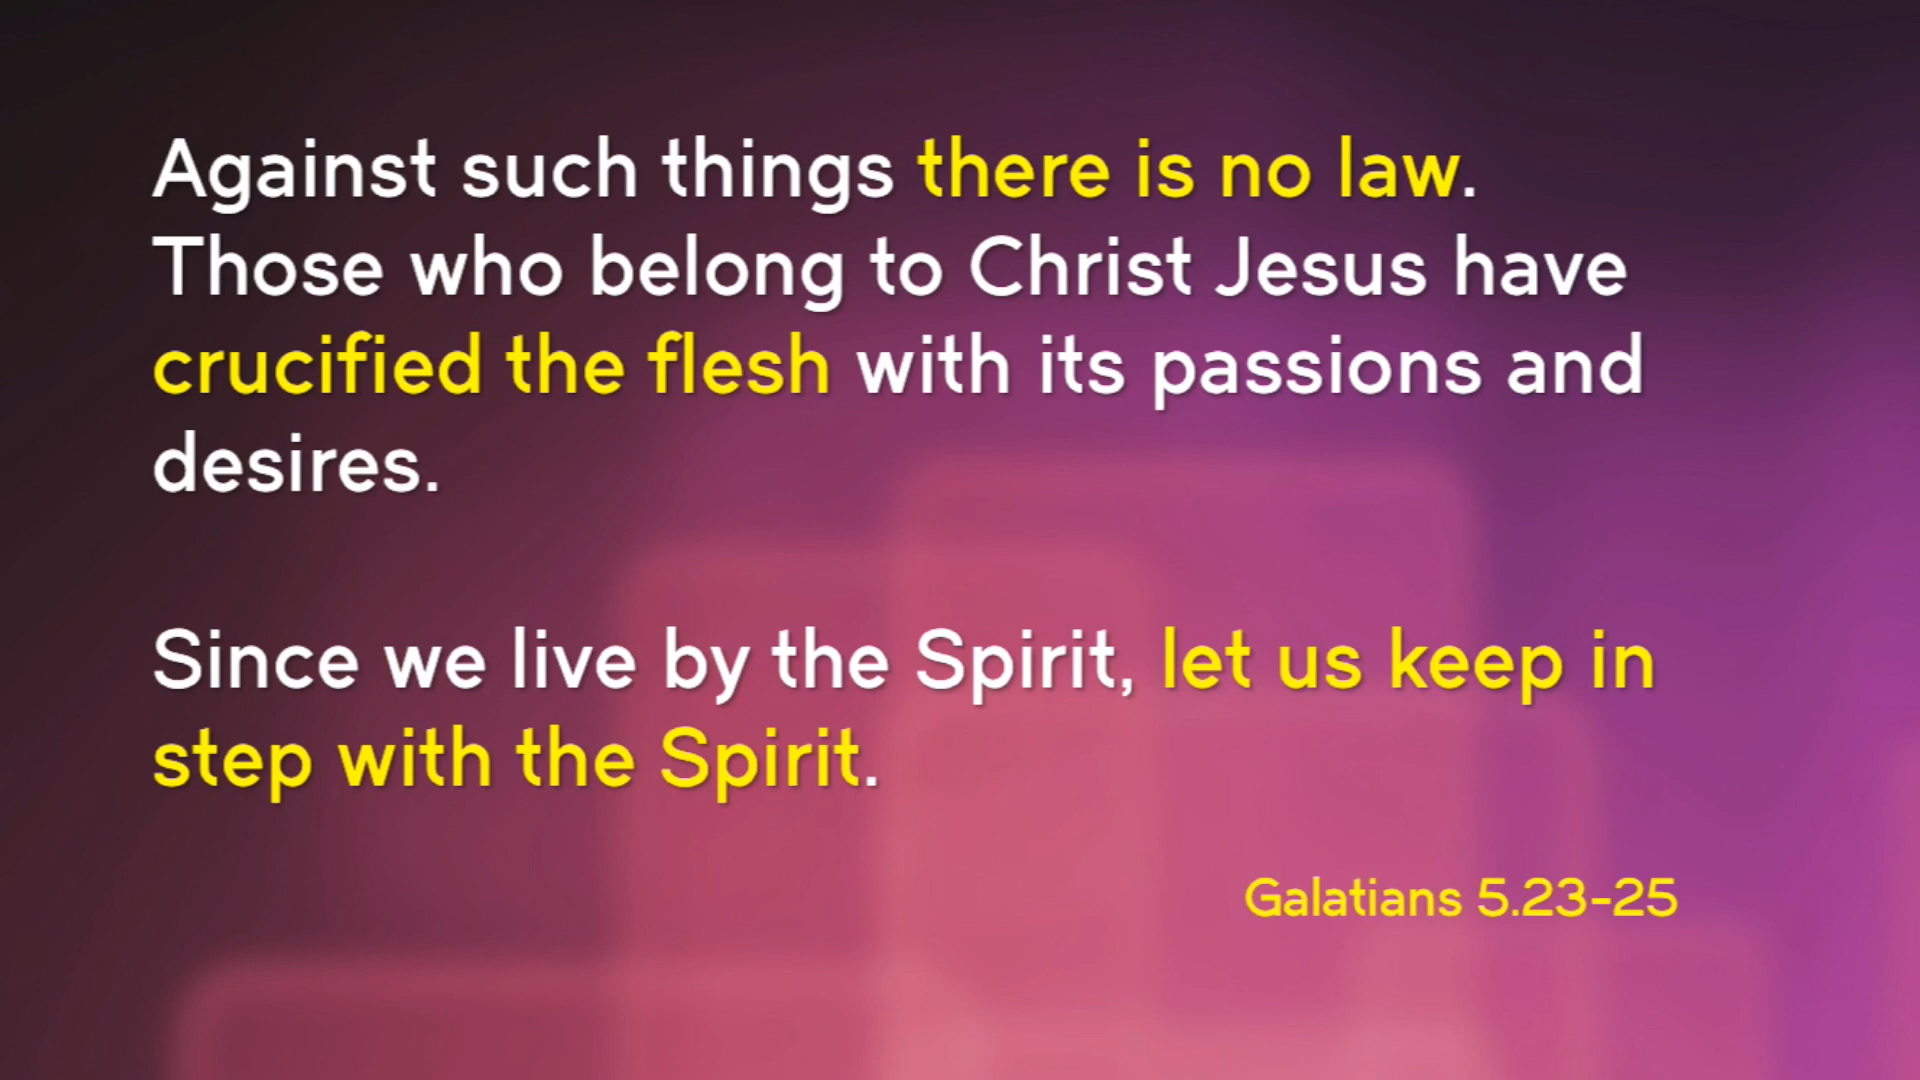 Against such things there is no law.
Those who belong to Christ Jesus have
crucified the flesh with its passions and
desires.
Since we live by the Spirit, let us keep in
step with the Spirit.
Galatians 5.23-25